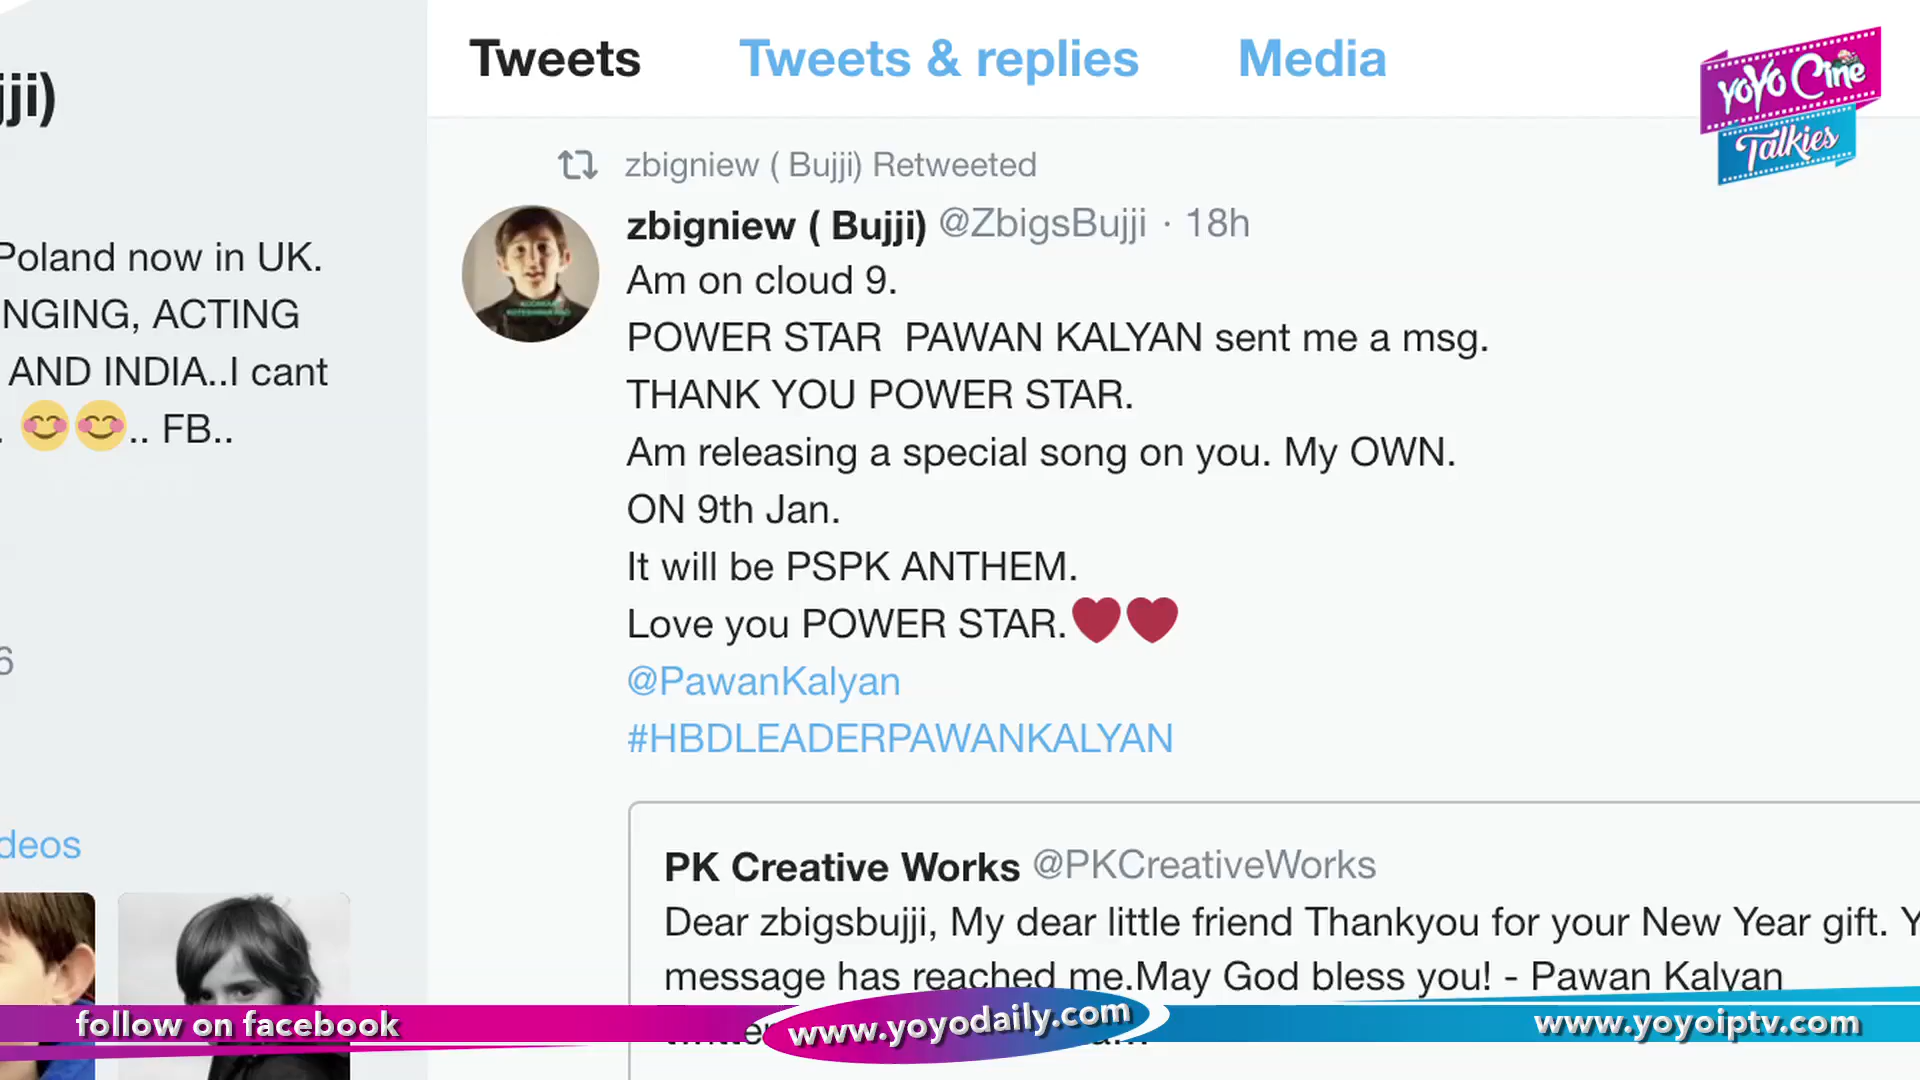 Tweets
Tweets & replies
Media
YOYO Cine
Talkies
jji)
Poland now in UK.
NGING, ACTING
AND INDIA..I cant
. 😊😊.. FB..
6
deos
zbigniew ( Bujji) Retweeted
zbigniew ( Bujji) @ZbigsBujji · 18h
Am on cloud 9.
POWER STAR  PAWAN KALYAN sent me a msg.
THANK YOU POWER STAR.
Am releasing a special song on you. My OWN.
ON 9th Jan.
It will be PSPK ANTHEM.
Love you POWER STAR.❤❤
@PawanKalyan
#HBDLEADERPAWANKALYAN
PK Creative Works @PKCreativeWorks
Dear zbigsbujji, My dear little friend Thankyou for your New Year gift. Y
message has reached me.May God bless you! - Pawan Kalyan
follow on facebook
www.yoyodaily.com
www.yoyoiptv.com